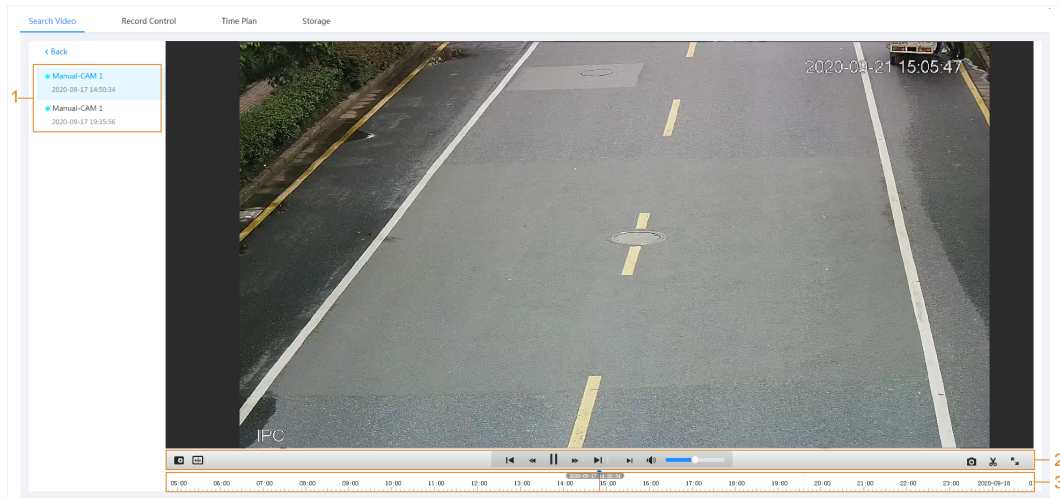 Search Video Record Control Time Plan Storage
< Back
Manual-CAM 1
2020-09-17 14:50:34
Manual-CAM 1
2020-09-17 19:35:56
1
2020-09-21 15:05:47
IPC
2
05:00 06:00 07:00 08:00 09:00 10:00 11:00 12:00 13:00 14:00 15:00 16:00 17:00 18:00 19:00 20:00 21:00 22:00 23:00 2020-09-18 0
3